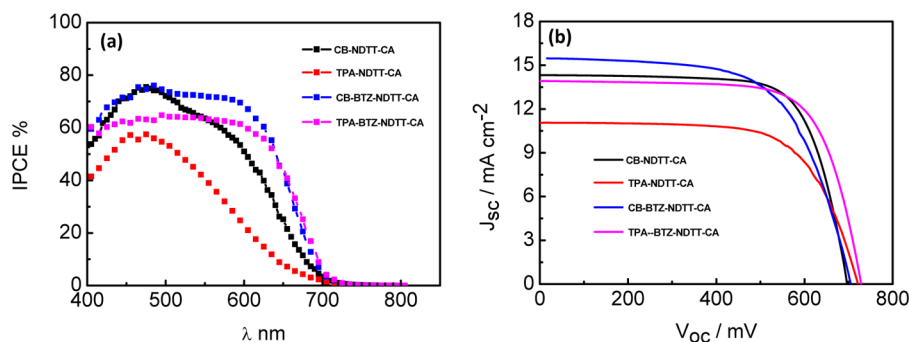 (a)
CB-NDTT-CA
TPA-NDTT-CA
CB-BTZ-NDTT-CA
TPA-BTZ-NDTT-CA
IPCE %
100
80
60
40
20
0
400 500 600 700 800
λ nm
(b)
CB-NDTT-CA
TPA-NDTT-CA
CB-BTZ-NDTT-CA
TPA--BTZ-NDTT-CA
Jsc / mA cm-2
18
15
12
9
6
3
0
0 200 400 600 800
Voc / mV